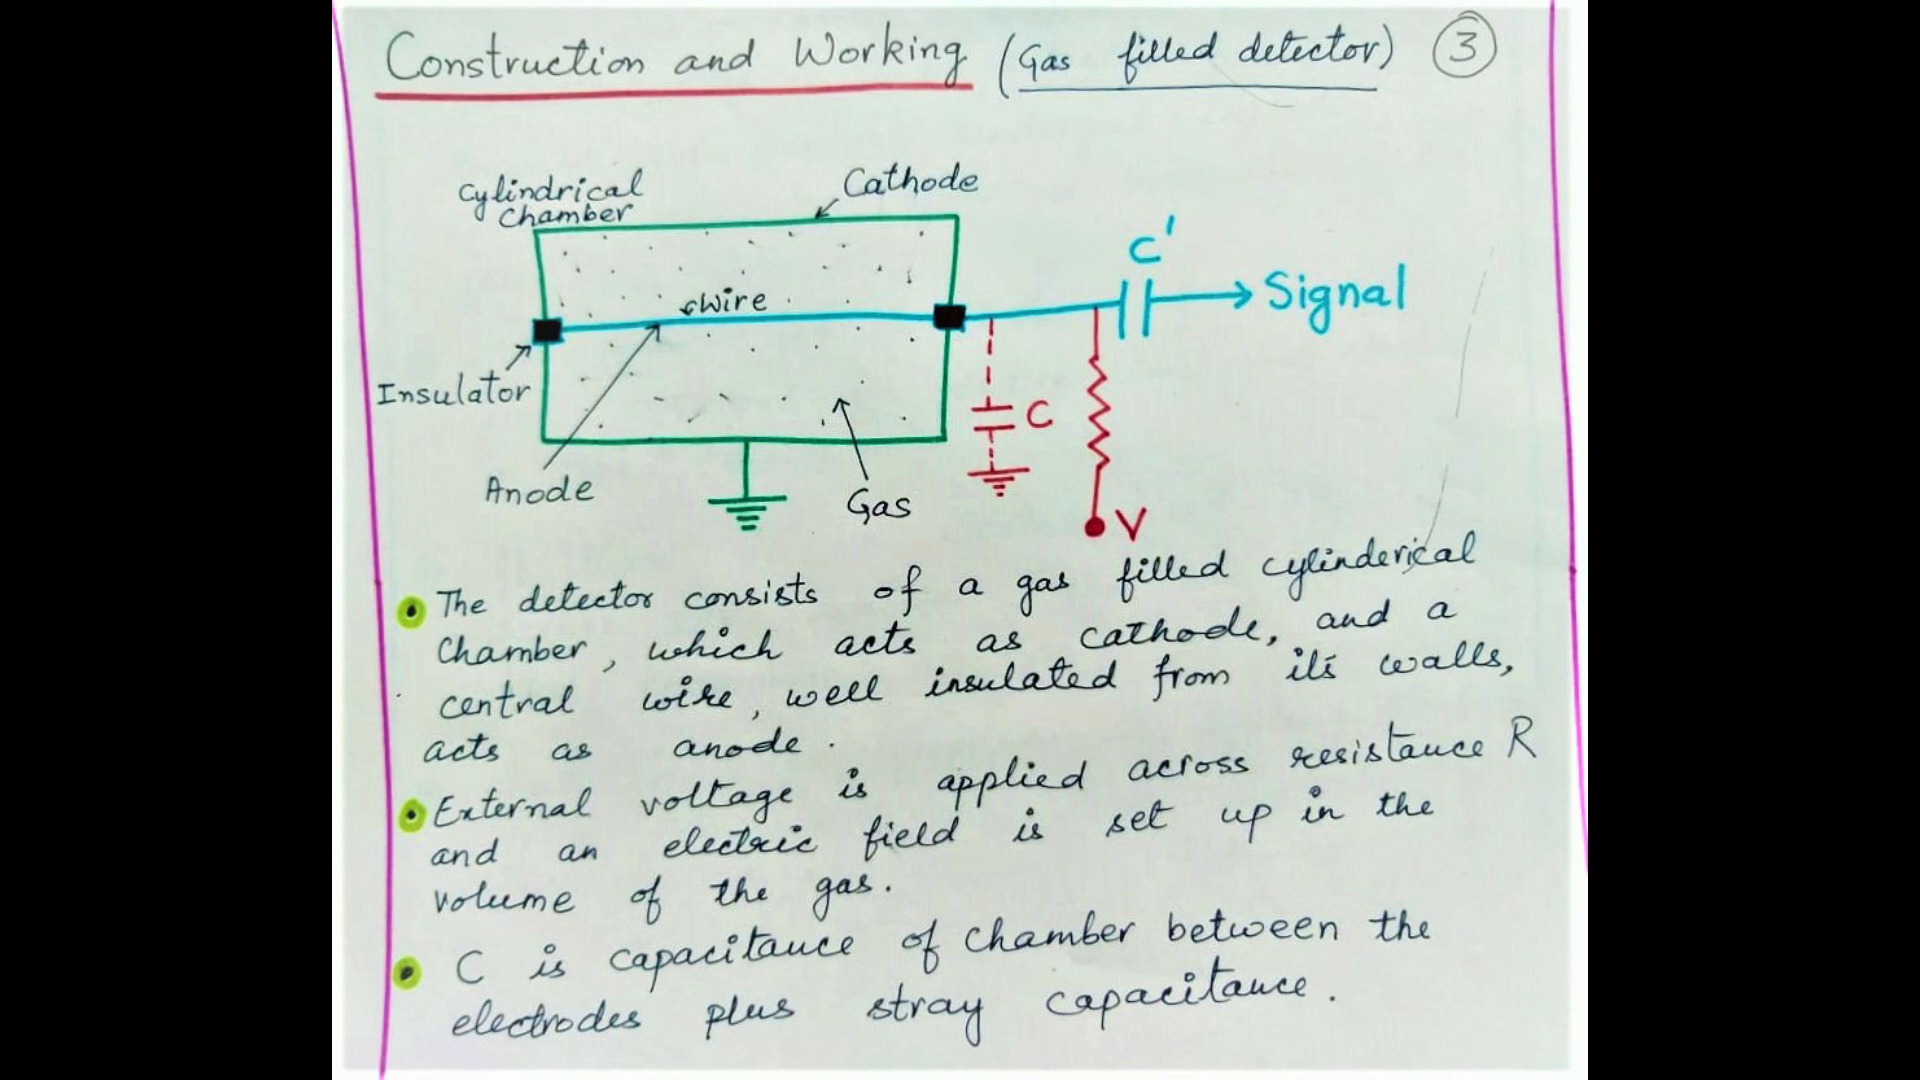 Construction and Working (Gas filled detector) 3
Cylindrical
Chamber
Cathode
C'
Wire
Signal
Insulator
C
Anode
Gas
V
The detector consists of a gas filled cylinderical
Chamber, which acts as cathode, and a
central wire, well insulated from its walls,
acts as anode.
External voltage is applied across resistance R
and an electric field is set up in the
volume of the gas.
C is capacitance of chamber between the
electrodes plus stray capacitance.